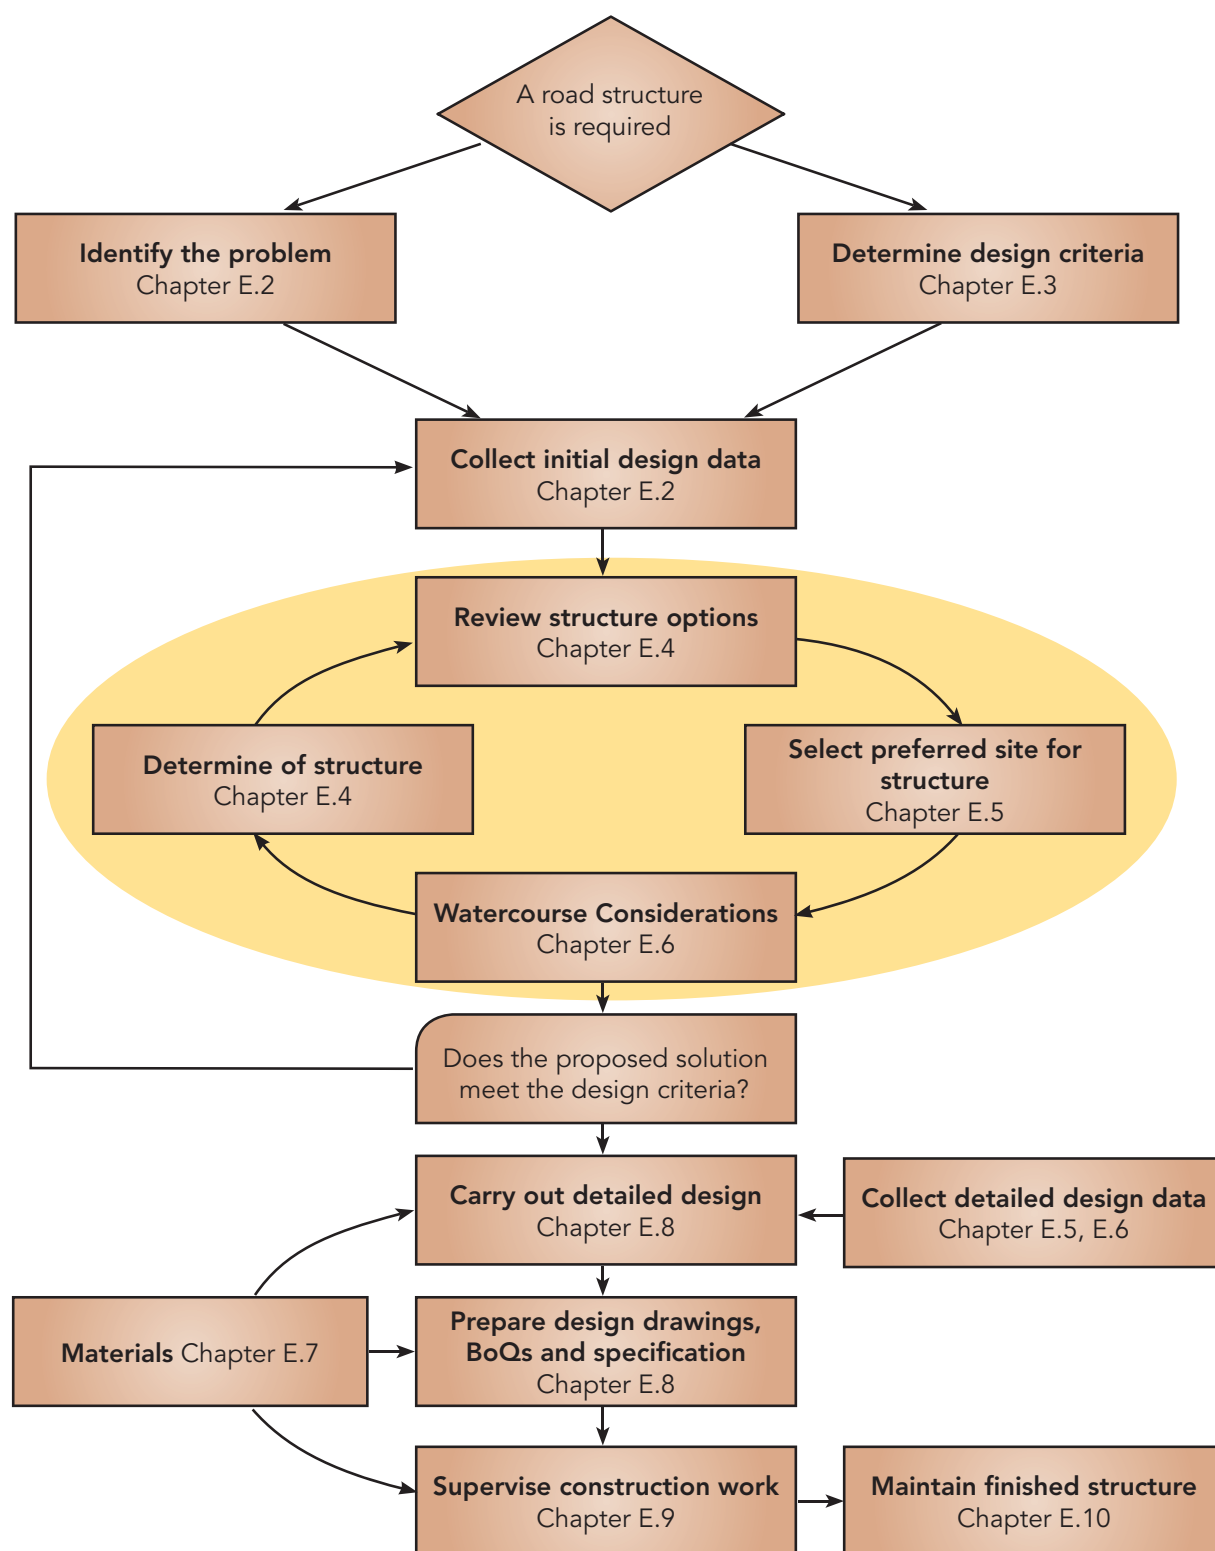 A road structure
is required
Identify the problem
Chapter E.2
Determine design criteria
Chapter E.3
Collect initial design data
Chapter E.2
Review structure options
Chapter E.4
Determine of structure
Chapter E.4
Select preferred site for
structure
Chapter E.5
Watercourse Considerations
Chapter E.6
Does the proposed solution
meet the design criteria?
Carry out detailed design
Chapter E.8
Collect detailed design data
Chapter E.5, E.6
Materials Chapter E.7
Prepare design drawings,
BoQs and specification
Chapter E.8
Supervise construction work
Chapter E.9
Maintain finished structure
Chapter E.10